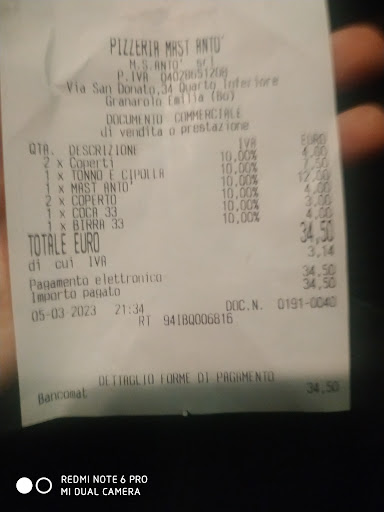 PIZZERIA MAST ANTO'
M.S.ANTO' srl
P.IVA 04028651208
Via San Donato,34 Quarto Inferiore
Granarolo Emilia (Bo)
DOCUMENTO COMMERCIALE
di vendita o prestazione
QTA. DESCRIZIONE IVA EURO
2 x Coperti 10,00% 4,00
1 x TONNO E CIPOLLA 10,00% 7,50
1 x MAST ANTO' 10,00% 12,00
2 x COPERTO 10,00% 4,00
1 x COCA 33 10,00% 3,00
1 x BIRRA 33 10,00% 4,00
TOTALE EURO 34,50
di cui IVA 3,14
Pagamento elettronico 34,50
Importo pagato 34,50
05-03-2023 21:34 DOC.N. 0191-0040
RT 94IBQ006816
DETTAGLIO FORME DI PAGAMENTO
Bancomat 34,50
REDMI NOTE 6 PRO
MI DUAL CAMERA